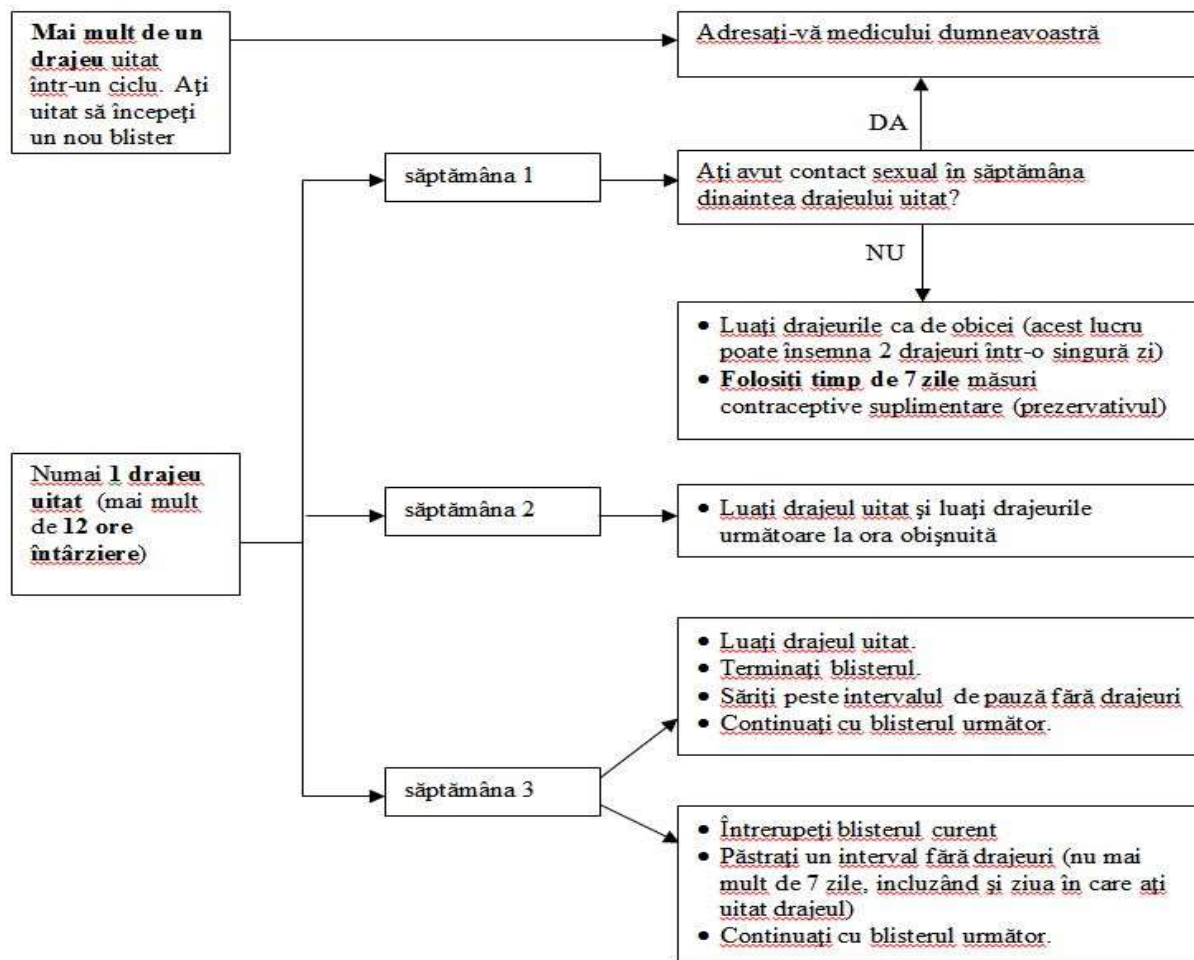 Mai mult de un
drajeu uitat
într-un ciclu. Aţi
uitat să începeţi
un nou blister
Adresaţi-vă medicului dumneavoastră
DA
săptămâna 1
Aţi avut contact sexual în săptămâna
dinaintea drajeului uitat?
NU
• Luaţi drajeurile ca de obicei (acest lucru
poate însemna 2 drajeuri într-o singură zi)
• Folosiţi timp de 7 zile măsuri
contraceptive suplimentare (prezervativul)
Numai 1 drajeu
uitat (mai mult
de 12 ore
întârziere)
săptămâna 2
• Luaţi drajeul uitat şi luaţi drajeurile
următoare la ora obişnuită
• Luaţi drajeul uitat.
• Terminaţi blisterul.
• Săriţi peste intervalul de pauză fără drajeuri
• Continuaţi cu blisterul următor.
săptămâna 3
• Întrerupeţi blisterul curent
• Păstraţi un interval fără drajeuri (nu mai
mult de 7 zile, incluzând şi ziua în care aţi
uitat drajeul)
• Continuaţi cu blisterul următor.